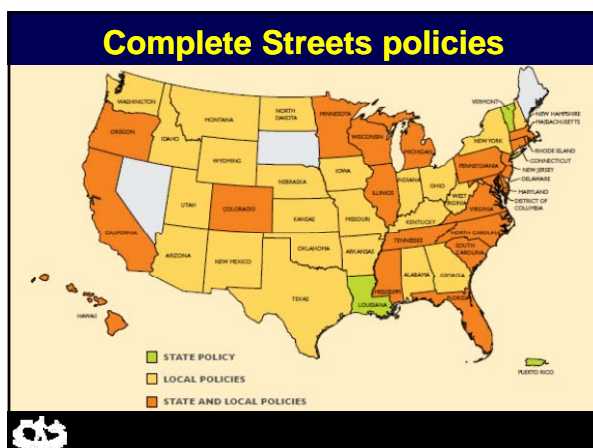 Complete Streets policies
WASHINGTON
OREGON
CALIFORNIA
IDAHO
MONTANA
WYOMING
UTAH
COLORADO
ARIZONA
NEW MEXICO
NORTH
DAKOTA
NEBRASKA
KANSAS
OKLAHOMA
TEXAS
MINNESOTA
IOWA
MISSOURI
ARKANSAS
LOUISIANA
WISCONSIN
ILLINOIS
MICHIGAN
INDIANA
OHIO
KENTUCKY
TENNESSEE
MISSISSIPPI
ALABAMA
GEORGIA
FLORIDA
SOUTH
CAROLINA
NORTH CAROLINA
VIRGINIA
WEST
VIRGINIA
PENNSYLVANIA
NEW YORK
VERMONT
NEW HAMPSHIRE
MASSACHUSETTS
RHODE ISLAND
CONNECTICUT
NEW JERSEY
DELAWARE
MARYLAND
DISTRICT OF
COLUMBIA
HAWAII
PUERTO RICO
STATE POLICY
LOCAL POLICIES
STATE AND LOCAL POLICIES